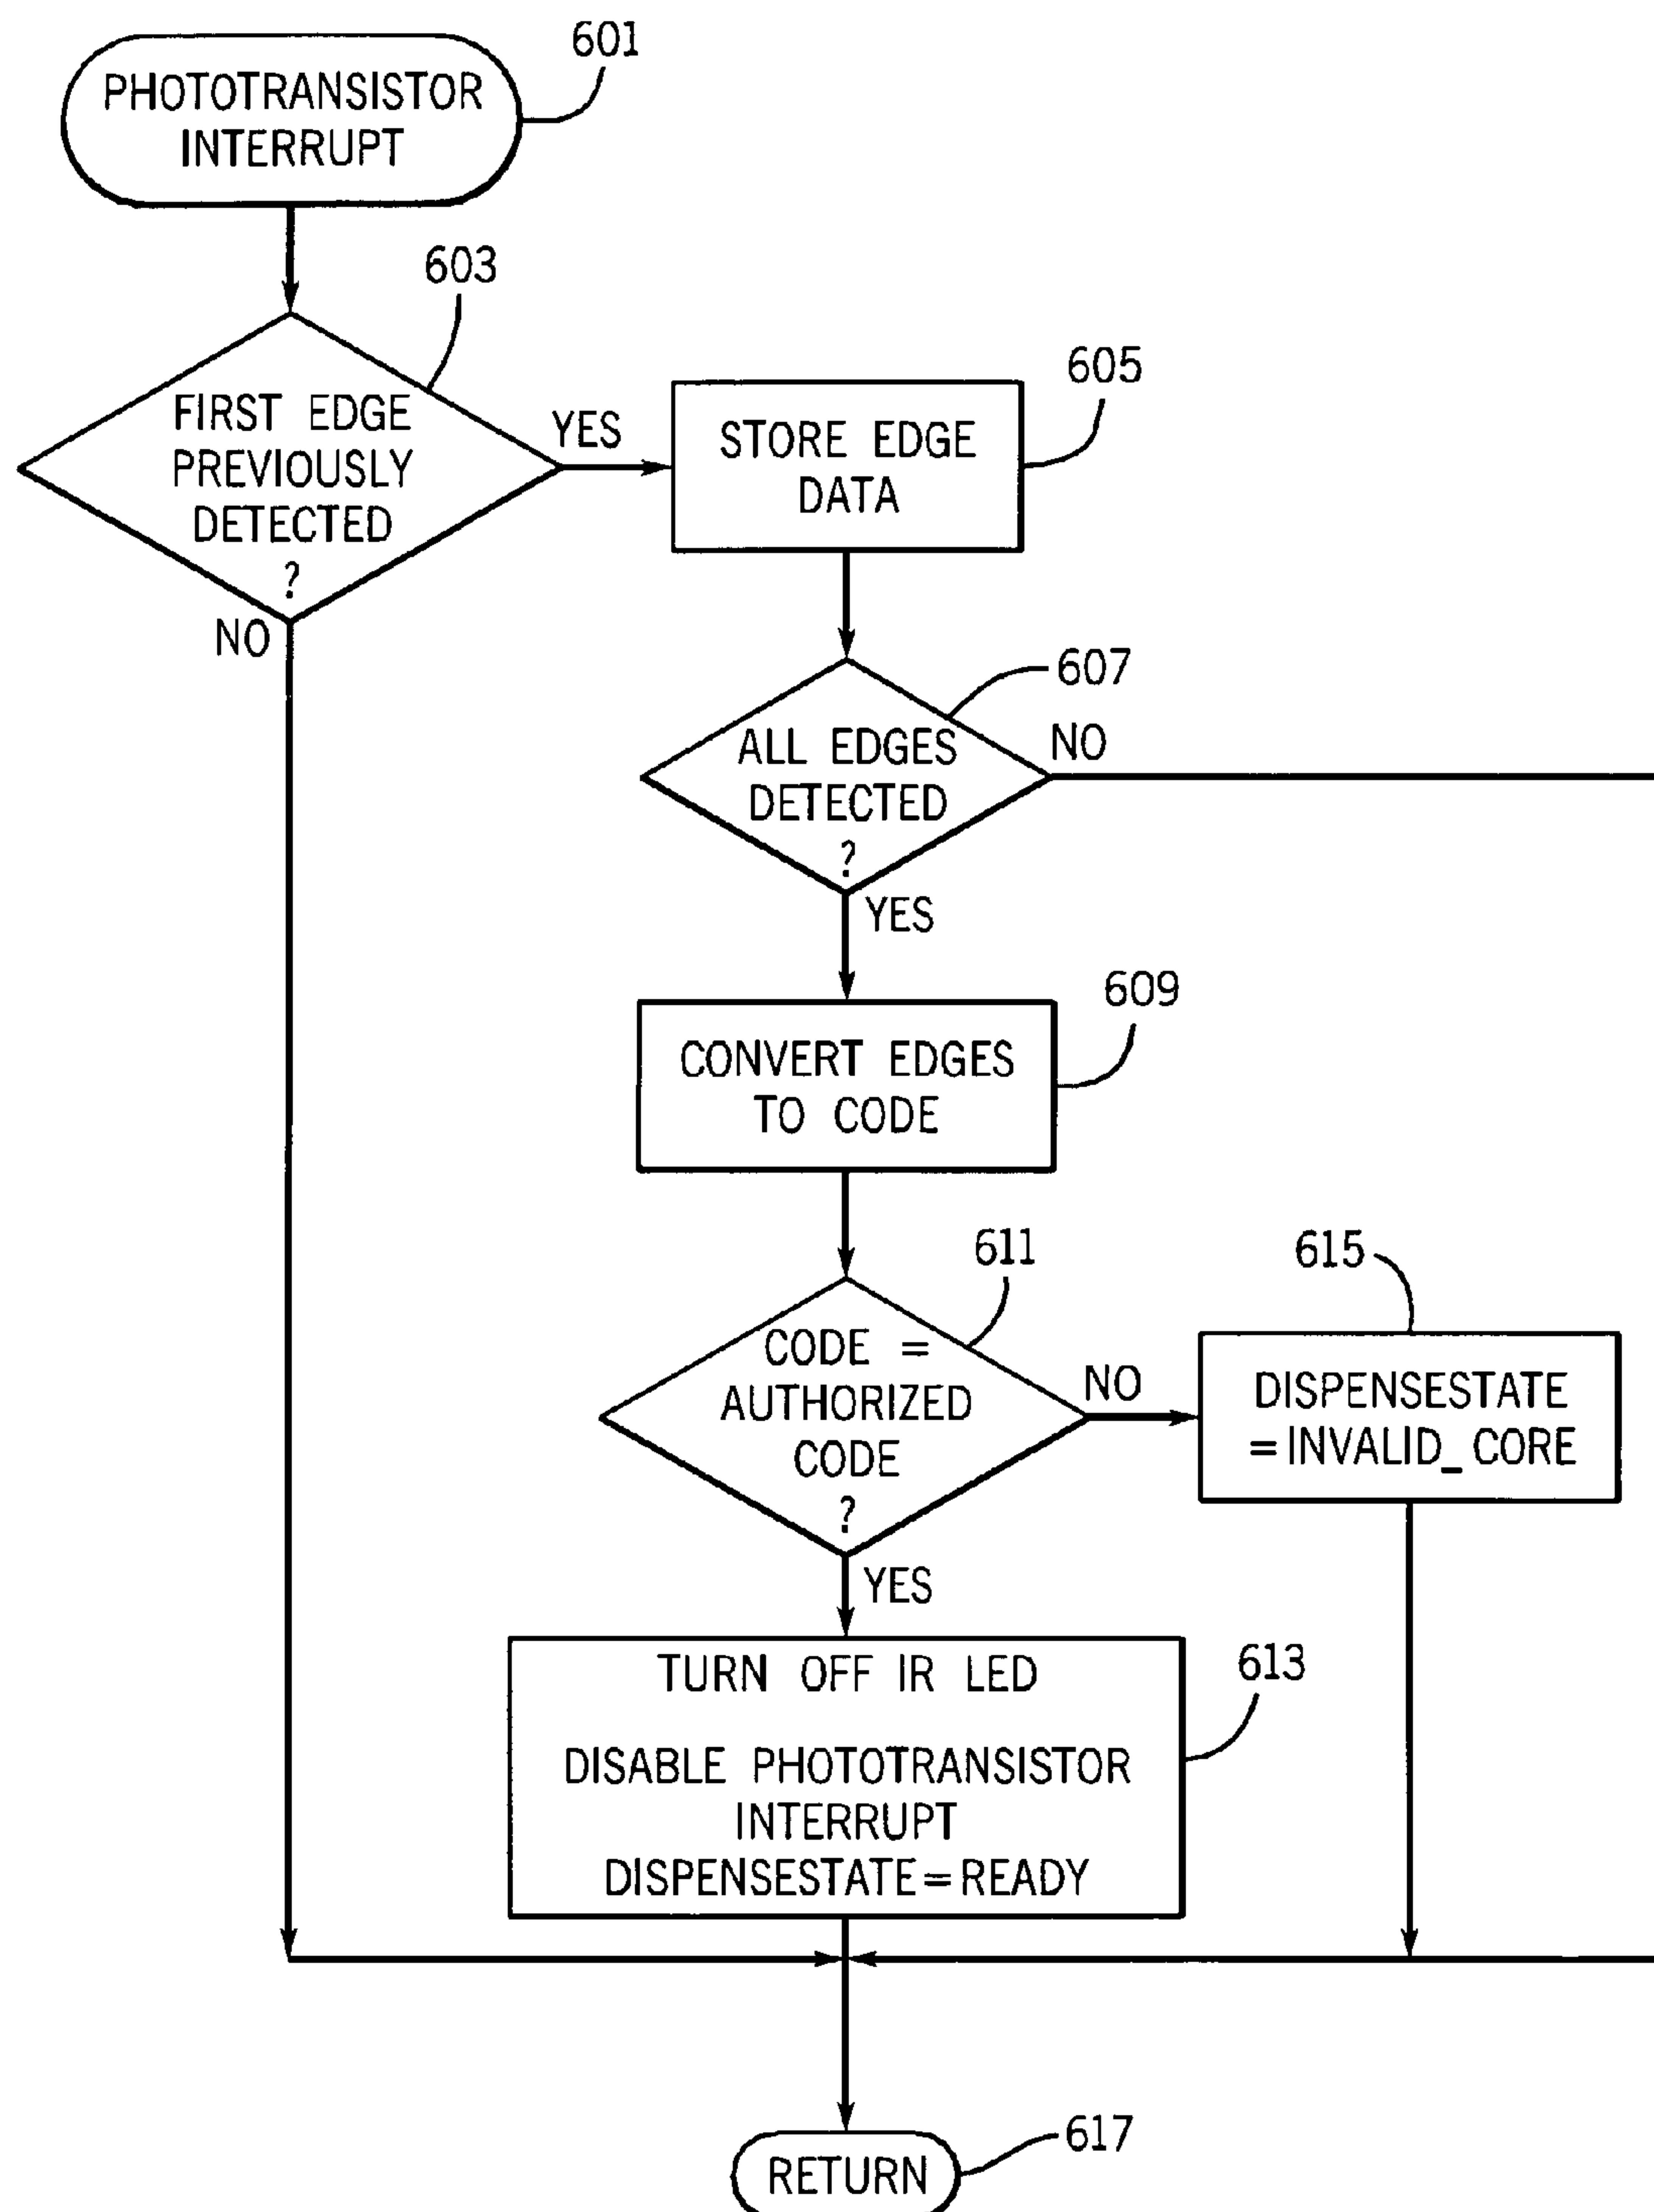 601
PHOTOTRANSISTOR
INTERRUPT
603
FIRST EDGE
PREVIOUSLY
DETECTED
?
YES
NO
605
STORE EDGE
DATA
607
ALL EDGES
DETECTED
?
NO
YES
609
CONVERT EDGES
TO CODE
611
CODE =
AUTHORIZED
CODE
?
NO
YES
615
DISPENSESTATE
=INVALID_CORE
613
TURN OFF IR LED
DISABLE PHOTOTRANSISTOR
INTERRUPT
DISPENSESTATE=READY
617
RETURN